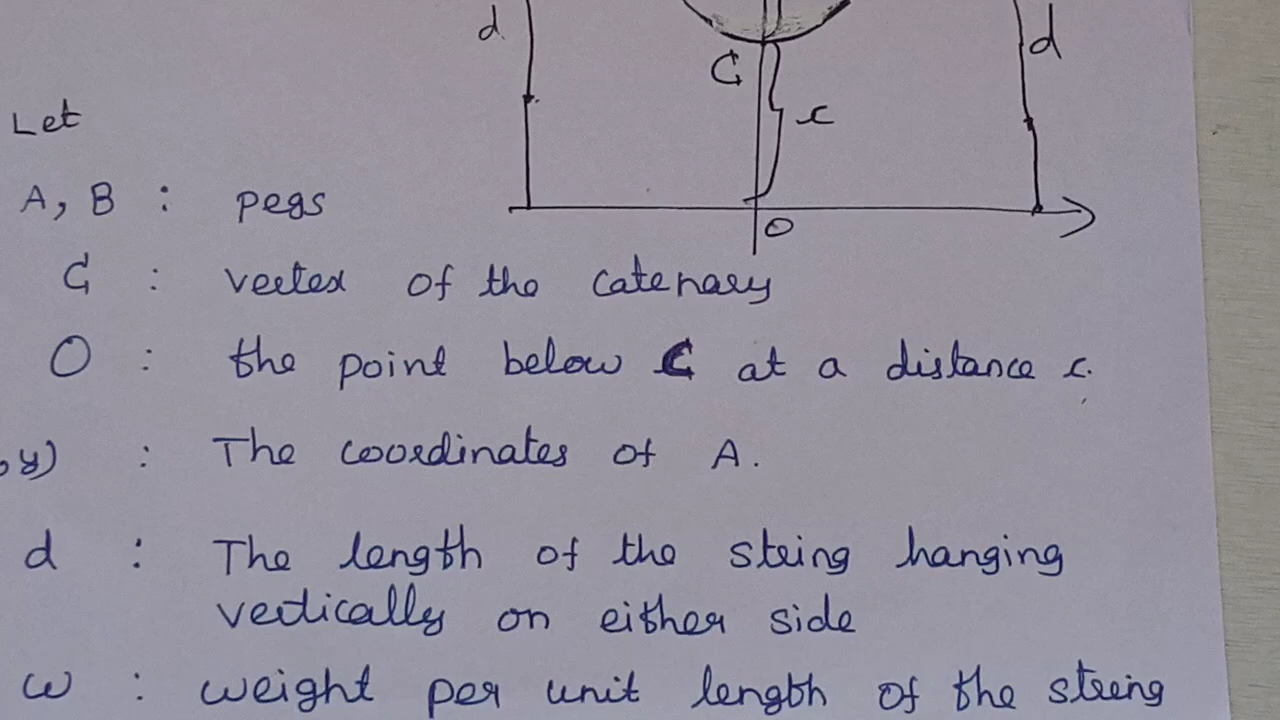 d
d
C
c
Let
A, B : pegs
O
C : vertex of the catenary
O : the point below C at a distance c.
, y) : The coordinates of A.
d : The length of the string hanging
vertically on either side
w : weight per unit length of the string